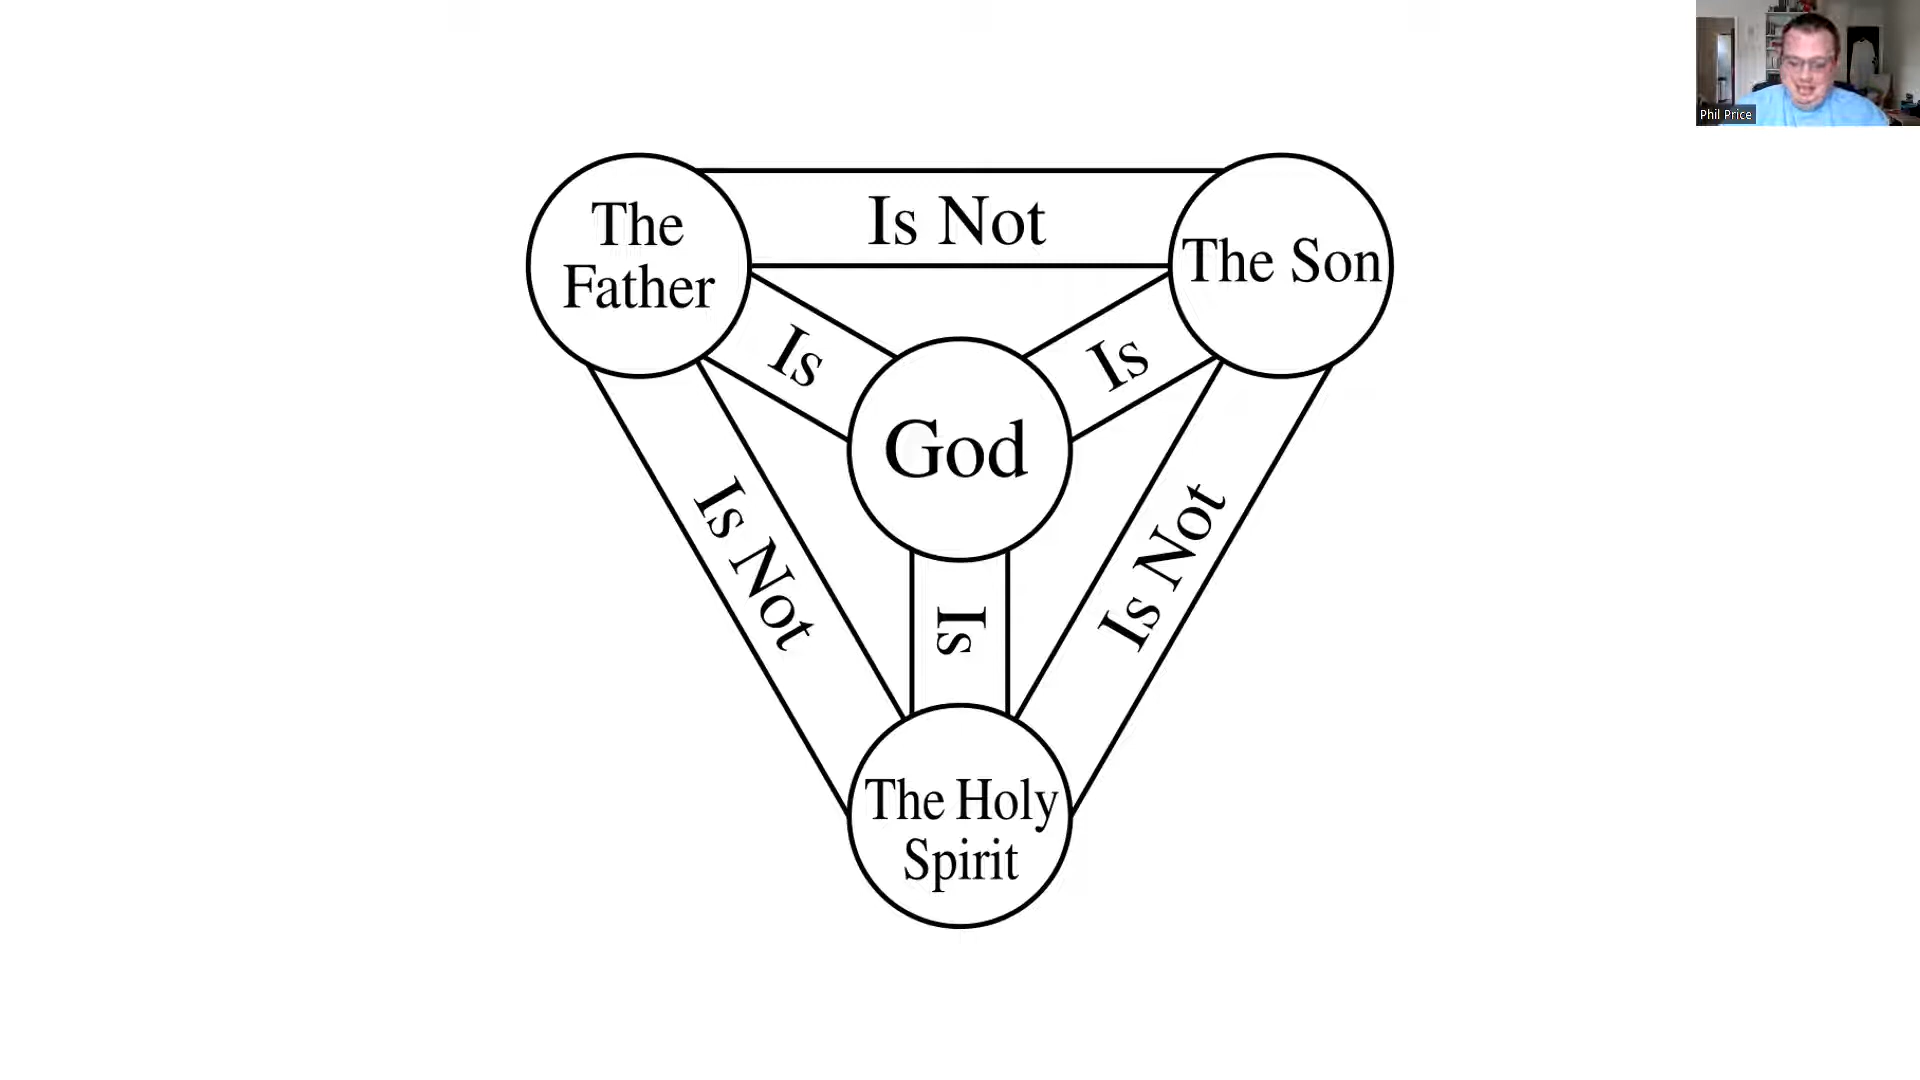 Phil Price
The
Father
Is Not
The Son
Is
Is
God
Is Not
Is
Is Not
The Holy
Spirit